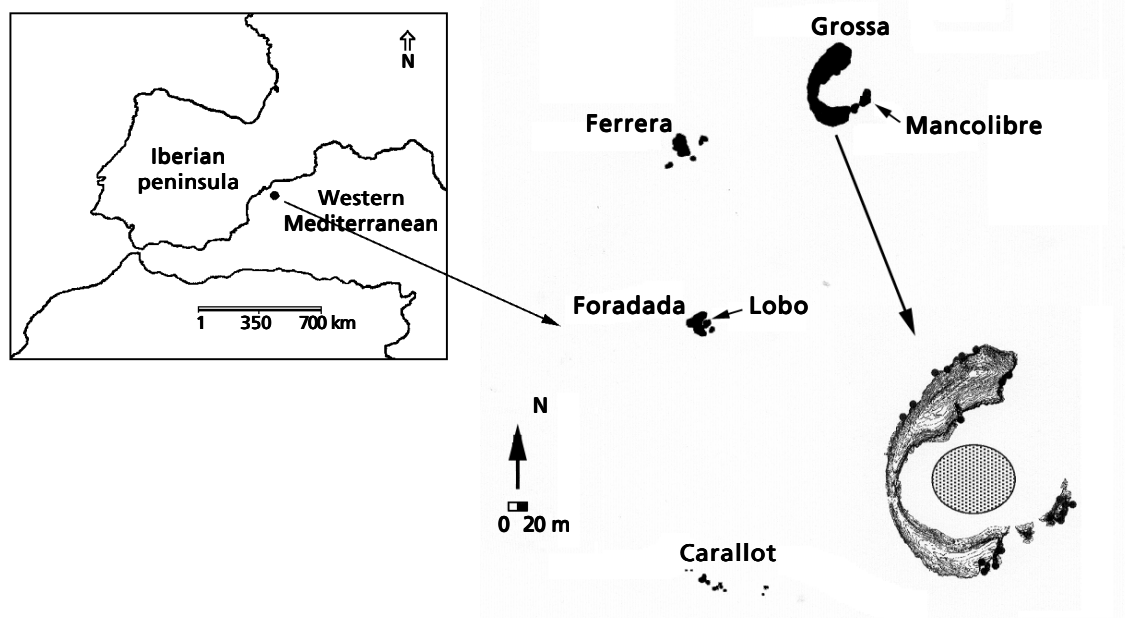 N
Iberian
peninsula
Western
Mediterranean
1 350 700 km
Grossa
Ferrera
Mancolibre
Foradada
Lobo
N
0 20 m
Carallot